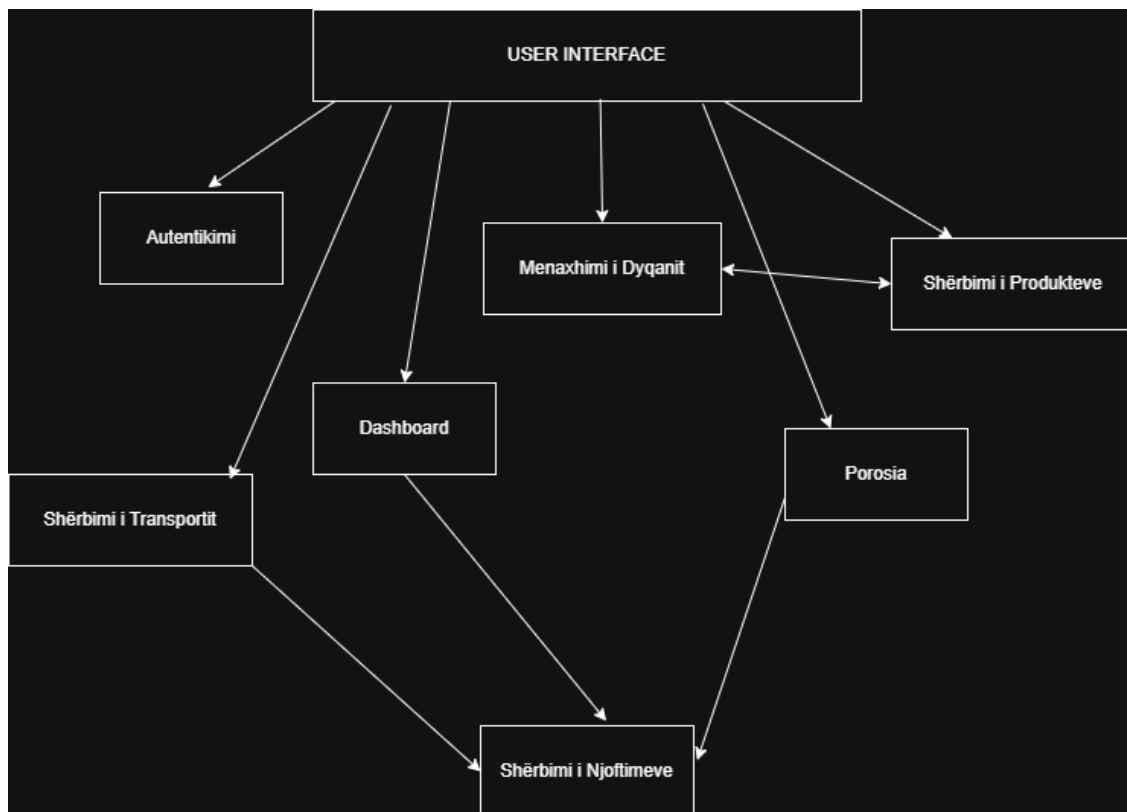 USER INTERFACE
Autentikimi
Menaxhimi i Dyqanit
Shërbimi i Produkteve
Dashboard
Porosia
Shërbimi i Transportit
Shërbimi i Njoftimeve